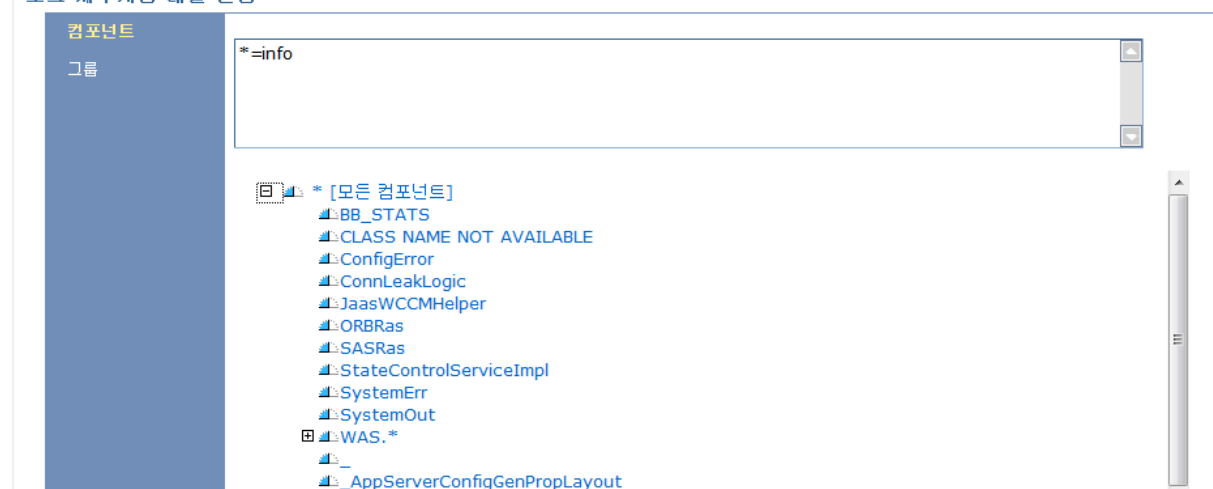 컴포넌트
그룹
*=info
* [모든 컴포넌트]
BB_STATS
CLASS NAME NOT AVAILABLE
ConfigError
ConnLeakLogic
JaasWCCMHelper
ORBRas
SASRas
StateControlServiceImpl
SystemErr
SystemOut
WAS.*
_
_AppServerConfigGenPropLayout